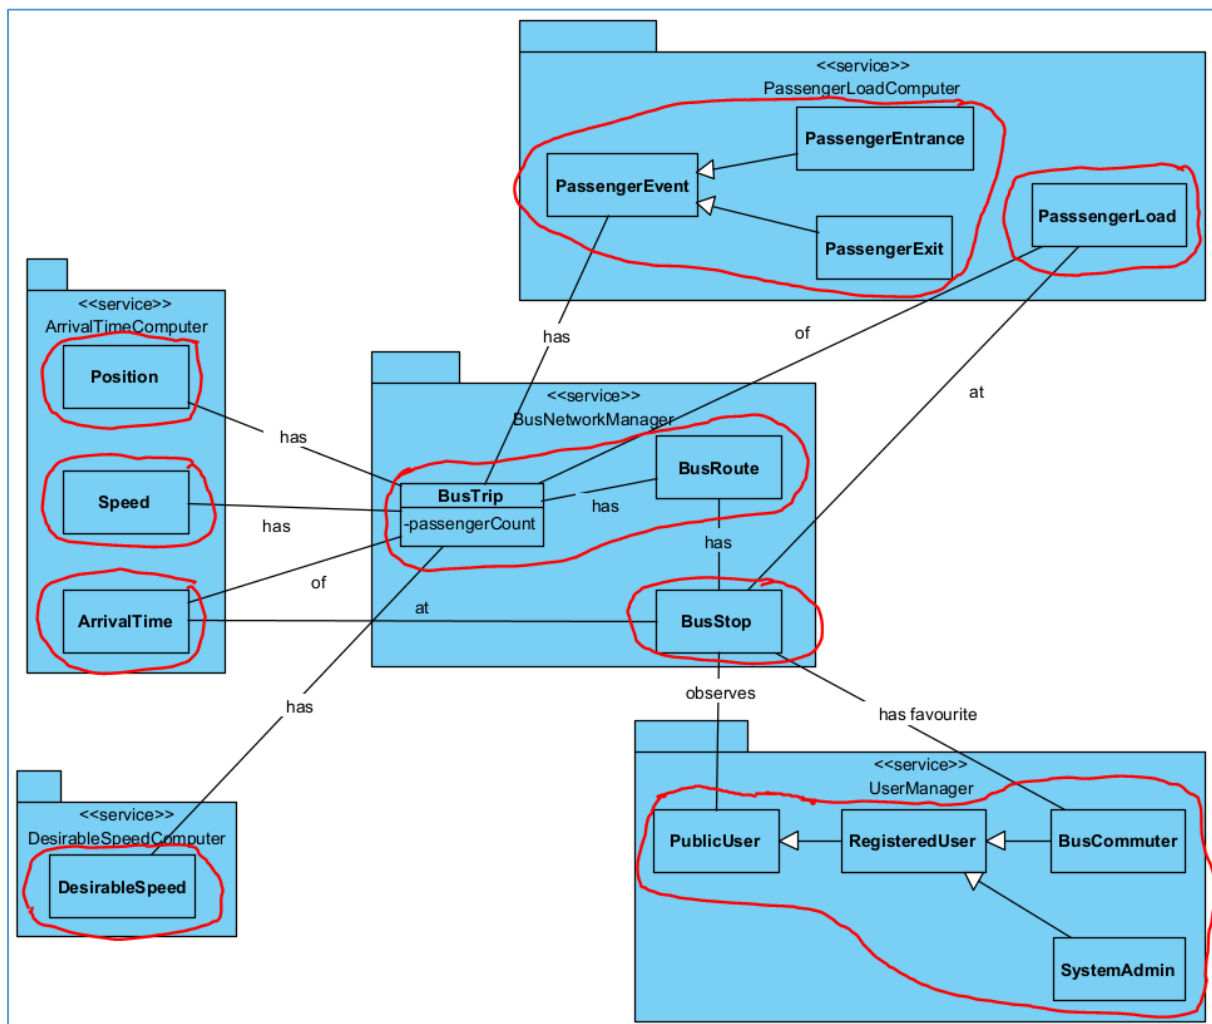 <<service>>
PassengerLoadComputer
PassengerEntrance
PassengerEvent
PasssengerLoad
PassengerExit
<<service>>
ArrivalTimeComputer
Position
has
of
at
<<service>>
BusNetworkManager
has
BusRoute
Speed
BusTrip
has
-passengerCount
has
has
of
at
ArrivalTime
BusStop
observes
has
has favourite
<<service>>
UserManager
<<service>>
DesirableSpeedComputer
PublicUser
RegisteredUser
BusCommuter
DesirableSpeed
SystemAdmin